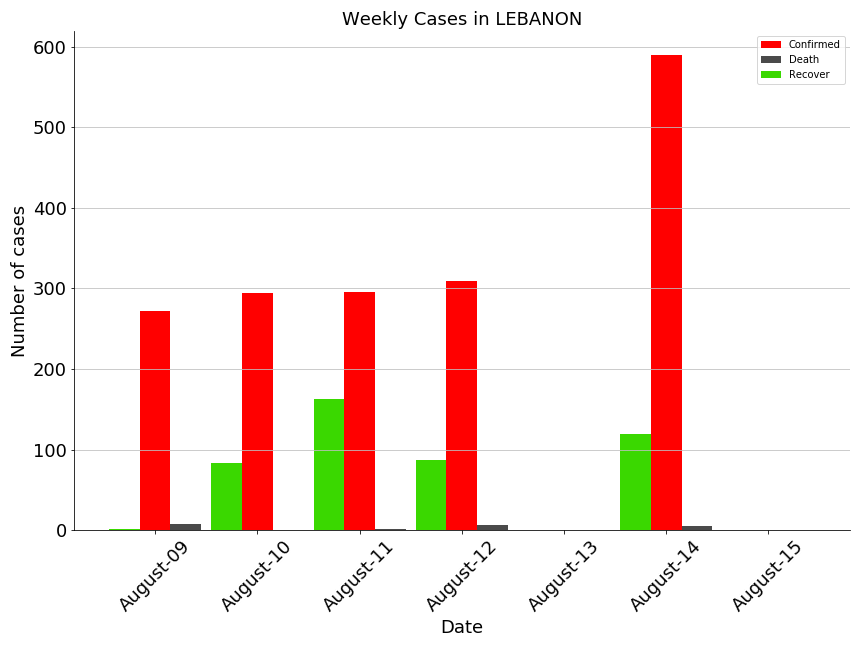 Weekly Cases in LEBANON
Confirmed
Death
Recover
Number of cases
600
500
400
300
200
100
0
August-09
August-10
August-11
August-12
August-13
August-14
August-15
Date